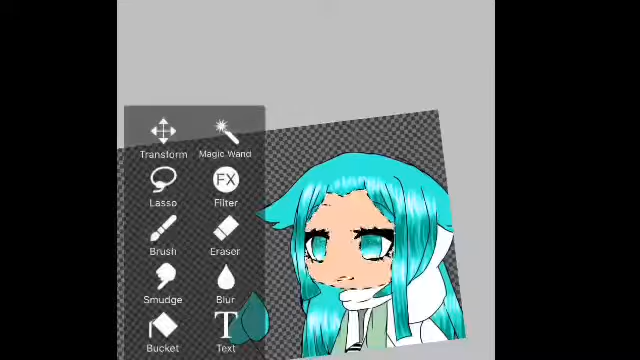 Transform Magic Wand
Lasso FX Filter
Brush Eraser
Smudge Blur
Bucket T Text